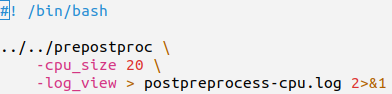 #! /bin/bash
../../prepostproc \
-cpu_size 20 \
-log_view > postpreprocess-cpu.log 2>&1